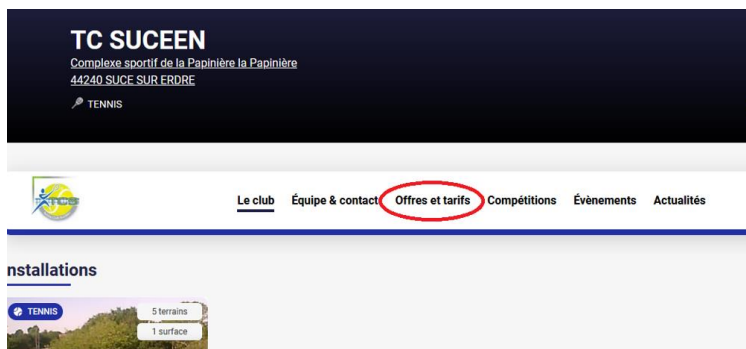 TC SUCEEN
Complexe sportif de la Papinière la Papinière
44240 SUCE SUR ERDRE
TENNIS
Le club Équipe & contact Offres et tarifs Compétitions Évènements Actualités
nstallations
TENNIS 5 terrains
1 surface